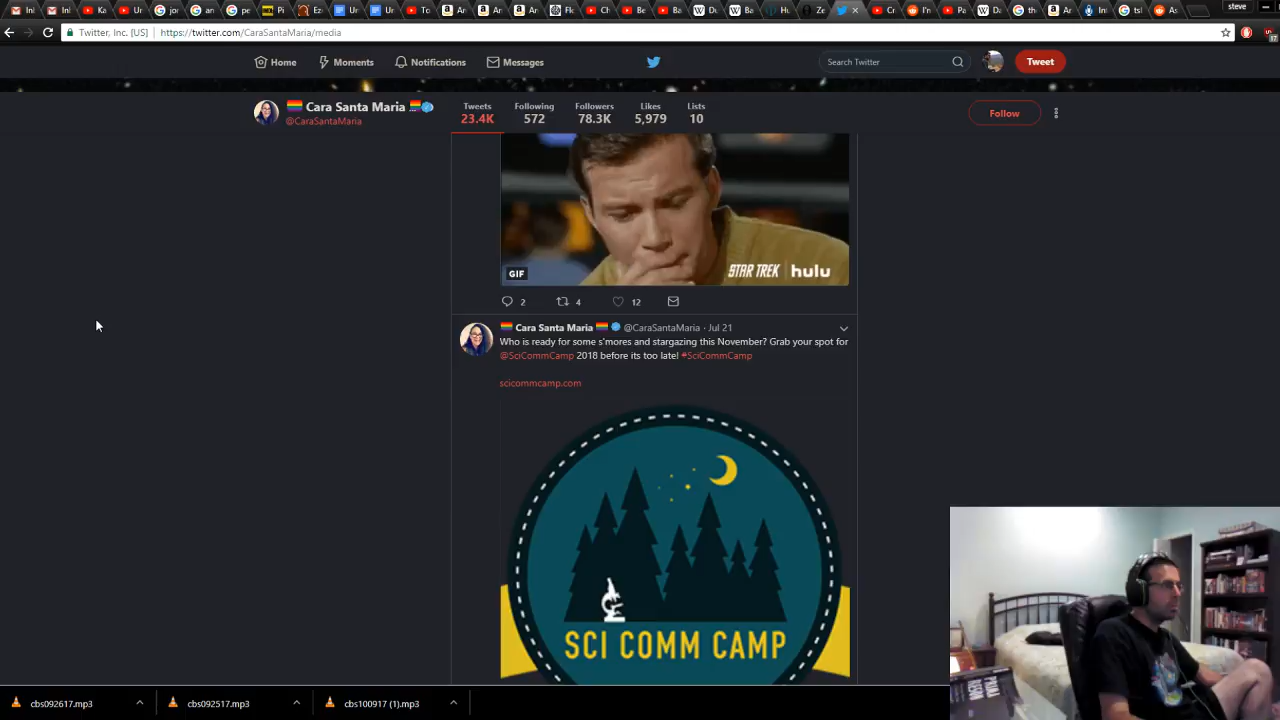 steve
Twitter, Inc. [US] | https://twitter.com/CaraSantaMaria/media
Home Moments Notifications Messages Search Twitter Tweet
Cara Santa Maria
@CaraSantaMaria
Tweets Following Followers Likes Lists
23.4K 572 78.3K 5,979 10
Follow
STAR TREK hulu
GIF
2 4 12
Cara Santa Maria @CaraSantaMaria · Jul 21
Who is ready for some s'mores and stargazing this November? Grab your spot for
@SciCommCamp 2018 before its too late! #SciCommCamp
scicommcamp.com
SCI COMM CAMP
cbs092617.mp3 cbs092517.mp3 cbs100917 (1).mp3